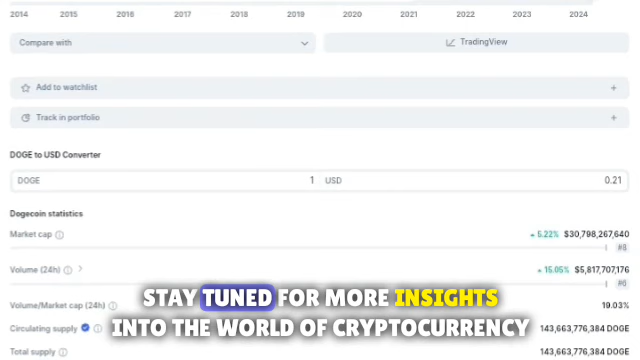 2014 2015 2016 2017 2018 2019 2020 2021 2022 2023 2024
Compare with TradingView
Add to watchlist +
Track in portfolio +
DOGE to USD Converter
DOGE 1 USD 0.21
Dogecoin statistics
Market cap 5.22% $30,798,267,640
#6
Volume (24h) 15.05% $5,817,707,176
#6
STAY TUNED FOR MORE INSIGHTS
Volume/Market cap (24h) 19.03%
INTO THE WORLD OF CRYPTOCURRENCY
Circulating supply 143,663,776,384 DOGE
Total supply 143,663,776,384 DOGE